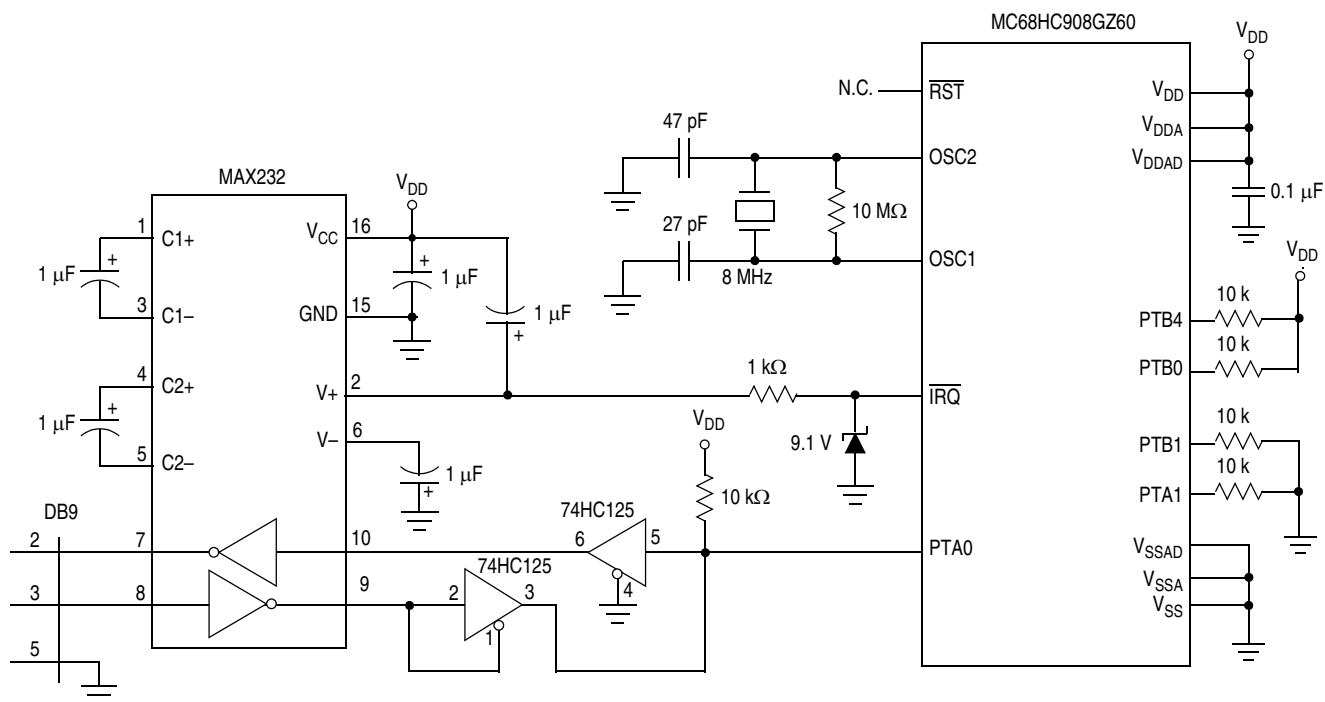 MC68HC908GZ60
VDD
N.C.
RST
VDD
47 pF
VDDA
OSC2
VDDAD
MAX232
VDD
10 MΩ
0.1 μF
1
C1+
VCC
16
27 pF
OSC1
VDD
+
1 μF
+
1 μF
8 MHz
3
C1–
GND
15
1 μF
+
10 k
PTB4
10 k
PTB0
4
C2+
V+
2
1 kΩ
IRQ
+
1 μF
V–
6
VDD
9.1 V
10 k
PTB1
5
C2–
1 μF
+
10 kΩ
10 k
PTA1
DB9
74HC125
2
7
10
6
5
PTA0
VSSAD
74HC125
4
3
8
9
2
3
VSSA
1
VSS
5